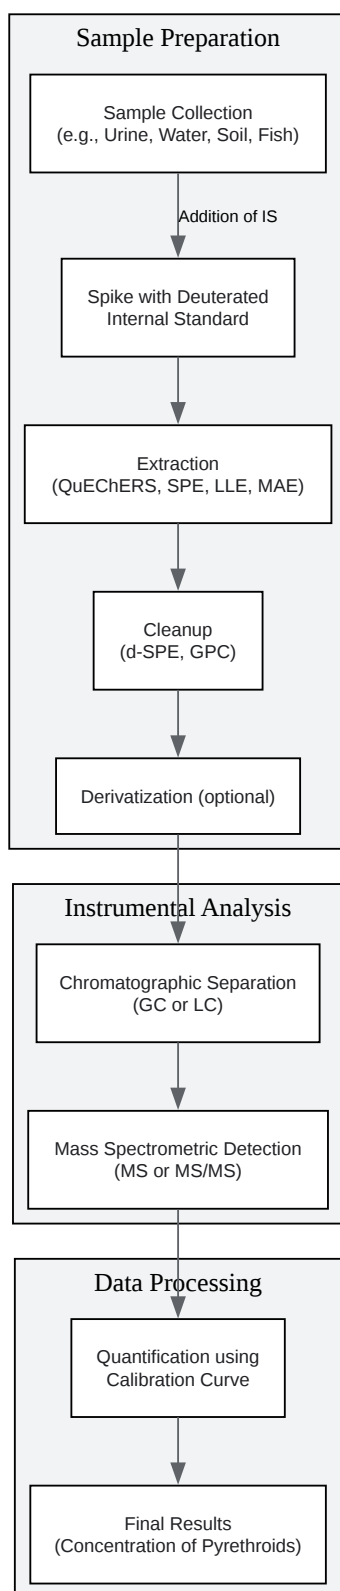 Sample Preparation
Sample Collection
(e.g., Urine, Water, Soil, Fish)
Addition of IS
Spike with Deuterated
Internal Standard
Extraction
(QuEChERS, SPE, LLE, MAE)
Cleanup
(d-SPE, GPC)
Derivatization (optional)
Instrumental Analysis
Chromatographic Separation
(GC or LC)
Mass Spectrometric Detection
(MS or MS/MS)
Data Processing
Quantification using
Calibration Curve
Final Results
(Concentration of Pyrethroids)